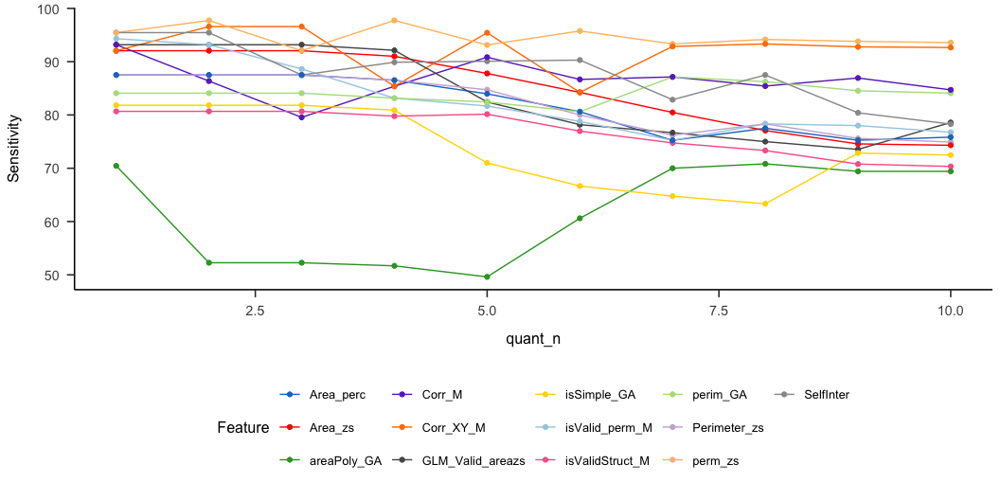 100
90
80
70
60
50
Sensitivity
2.5 5.0 7.5 10.0
quant_n
Feature
Area_perc Corr_M isSimple_GA perim_GA SelfInter
Area_zs Corr_XY_M isValid_perm_M Perimeter_zs
areaPoly_GA GLM_Valid_areazs isValidStruct_M perm_zs